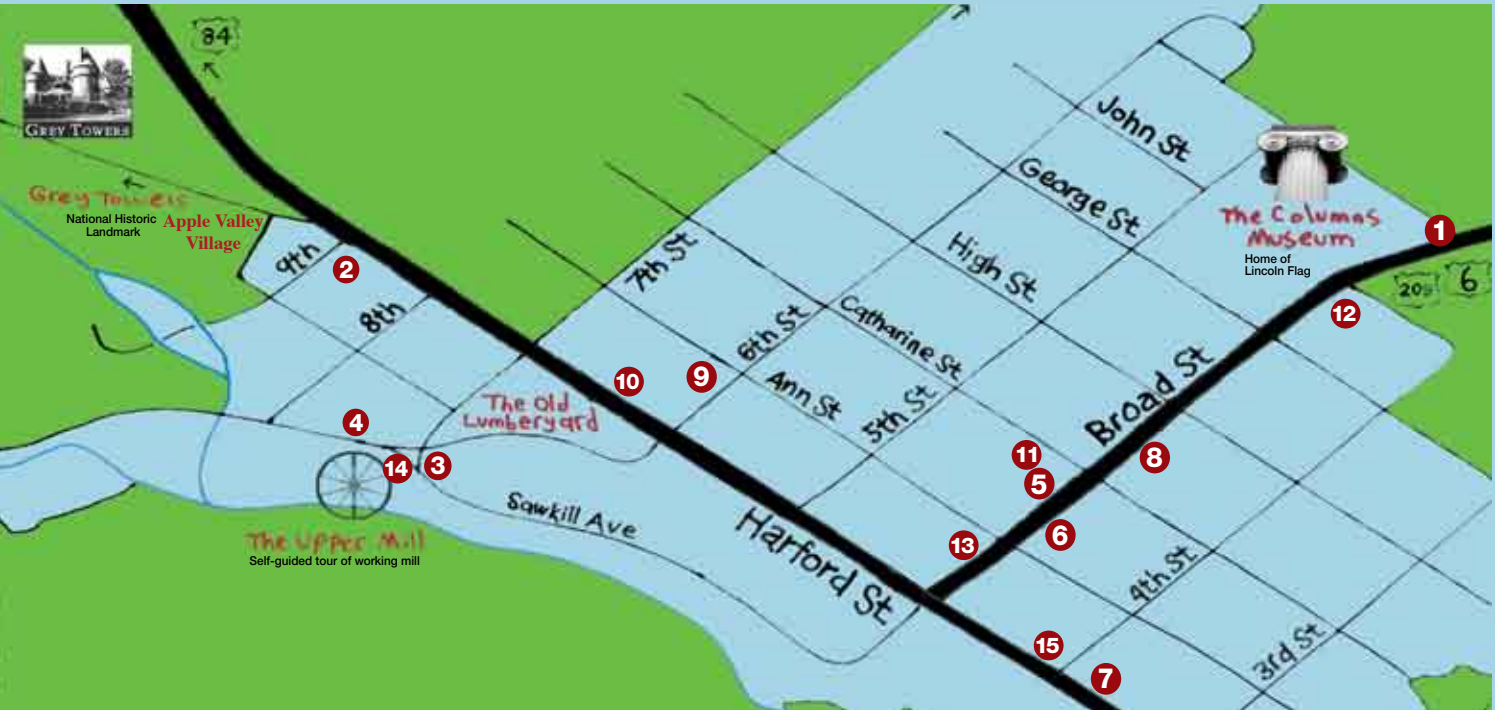 84
GREY TOWERS
Grey Towers
National Historic
Landmark
Apple Valley
Village
9th
2
8th
7th St
6th St
5th St
John St
George St
High St
Catharine St
Ann St
The Columns
Museum
Home of
Lincoln Flag
1
209
6
12
Broad St
10
9
The Old
Lumberyard
4
14
3
The Upper Mill
Self-guided tour of working mill
Sawkill Ave
Harford St
11
5
8
6
13
4th St
3rd St
15
7